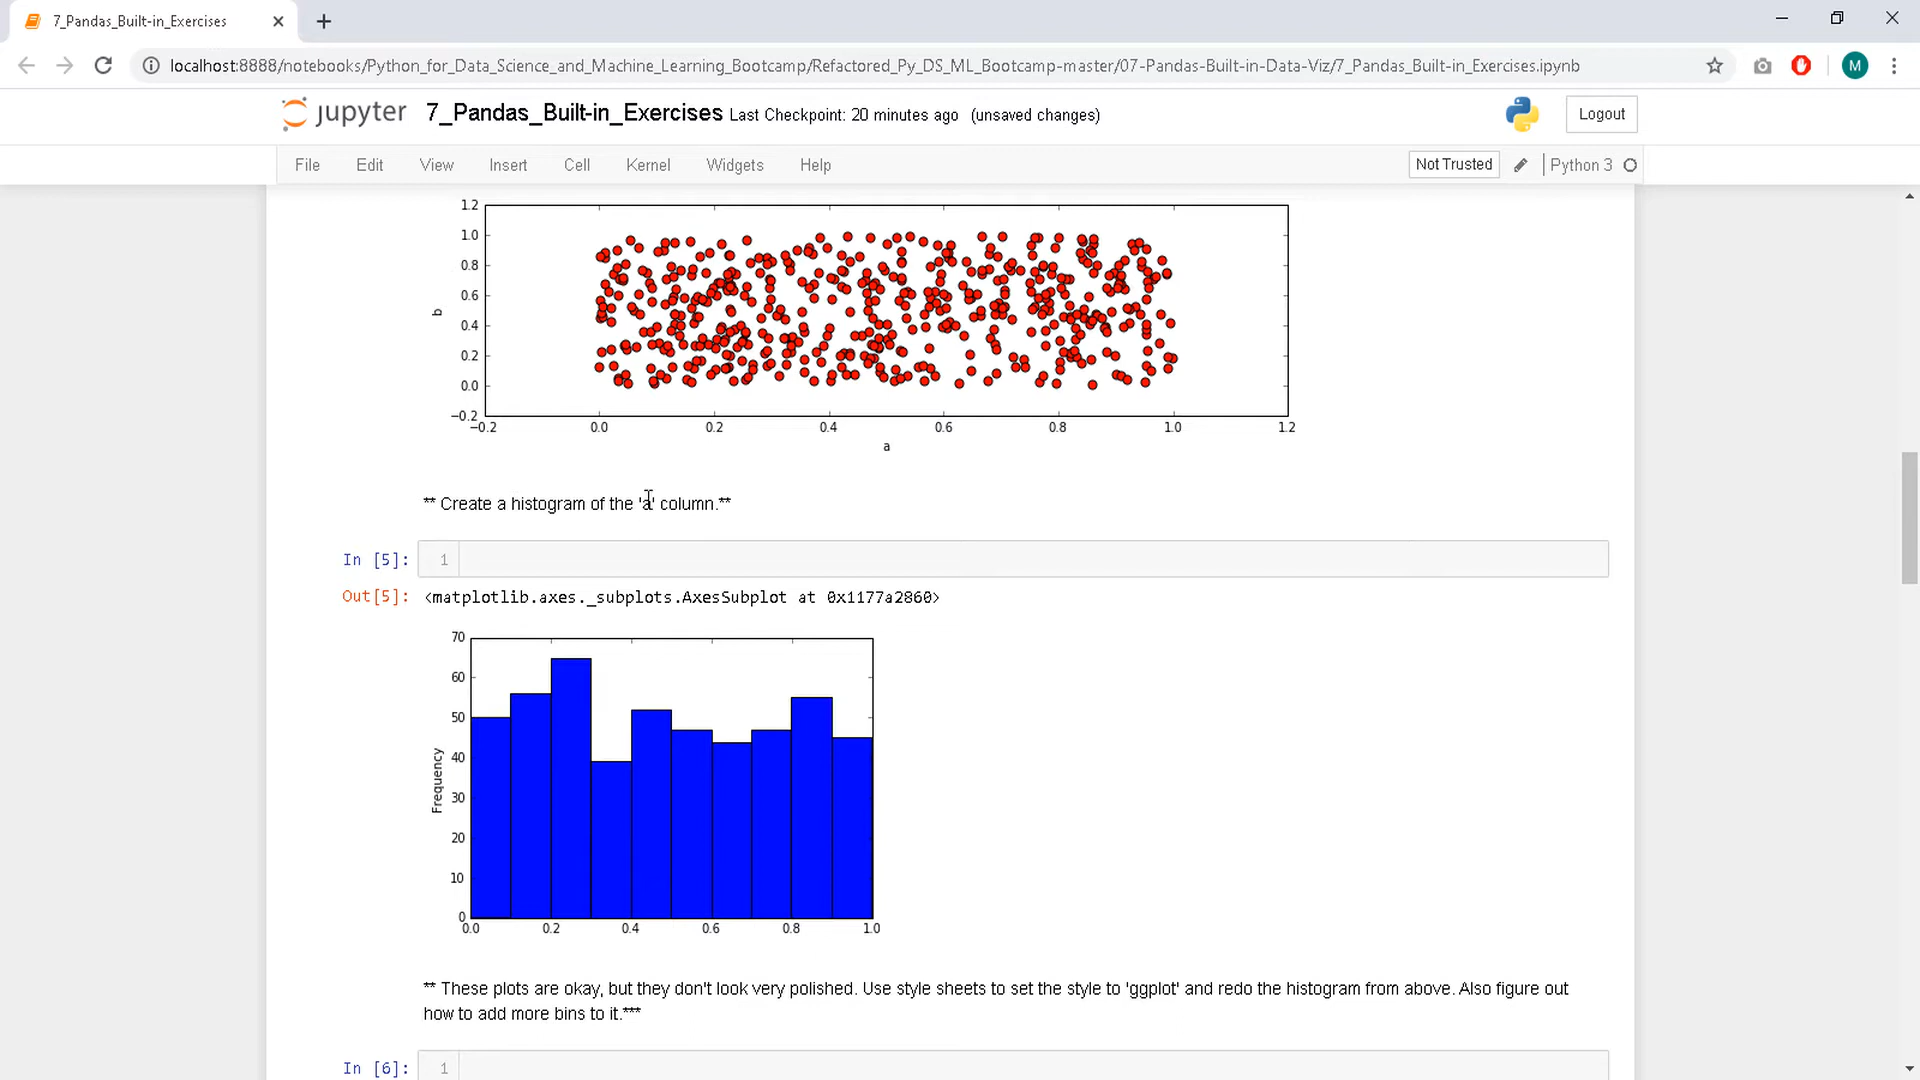 7_Pandas_Built-in_Exercises
localhost:8888/notebooks/Python_for_Data_Science_and_Machine_Learning_Bootcamp/Refactored_Py_DS_ML_Bootcamp-master/07-Pandas-Built-in-Data-Viz/7_Pandas_Built-in_Exercises.ipynb
M
jupyter 7_Pandas_Built-in_Exercises Last Checkpoint: 20 minutes ago (unsaved changes)
Logout
File Edit View Insert Cell Kernel Widgets Help
Not Trusted Python 3
1.2
1.0
0.8
0.6
0.4
0.2
0.0
−0.2
b
−0.2 0.0 0.2 0.4 0.6 0.8 1.0 1.2
a
** Create a histogram of the 'a' column.**
In [5]: 1
Out[5]: <matplotlib.axes._subplots.AxesSubplot at 0x1177a2860>
70
60
50
40
30
20
10
0
Frequency
0.0 0.2 0.4 0.6 0.8 1.0
** These plots are okay, but they don't look very polished. Use style sheets to set the style to 'ggplot' and redo the histogram from above. Also figure out
how to add more bins to it.***
In [6]: 1